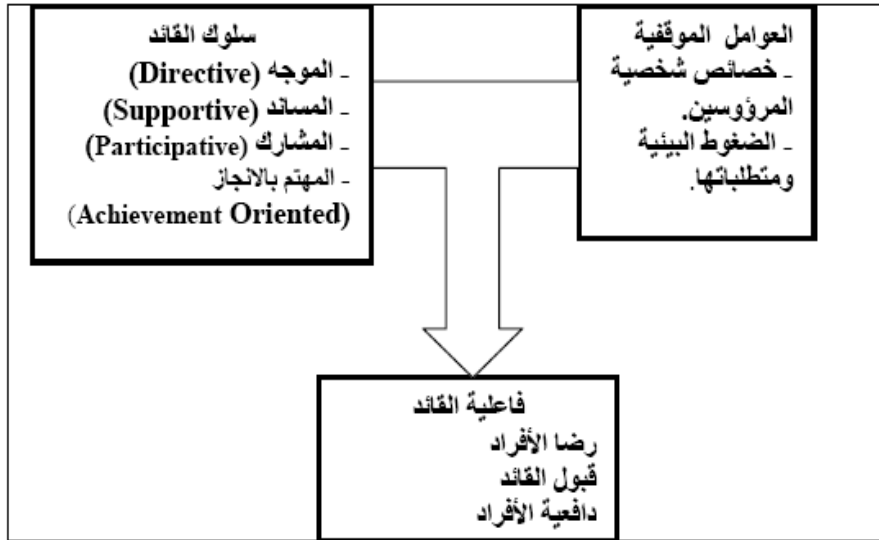 العوامل الموقفية
- خصائص شخصية
المرؤوسين.
- الضغوط البيئية
ومتطلباتها.
سلوك القائد
- الموجه (Directive)
- المساند (Supportive)
- المشارك (Participative)
- المهتم بالانجاز
(Achievement Oriented)
فاعلية القائد
رضا الأفراد
قبول القائد
دافعية الأفراد